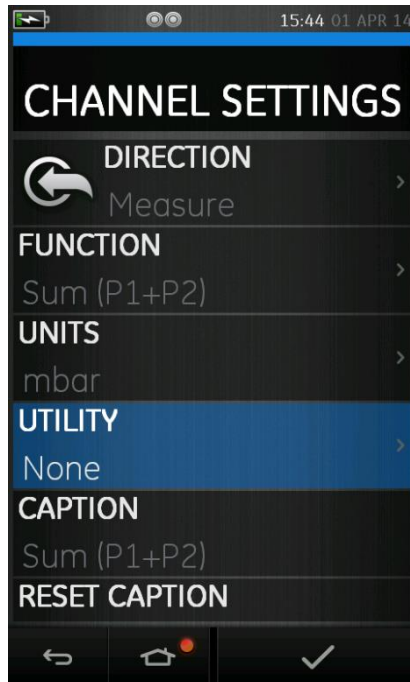 15:44 01 APR 14
CHANNEL SETTINGS
DIRECTION
Measure
FUNCTION
Sum (P1+P2)
UNITS
mbar
UTILITY
None
CAPTION
Sum (P1+P2)
RESET CAPTION